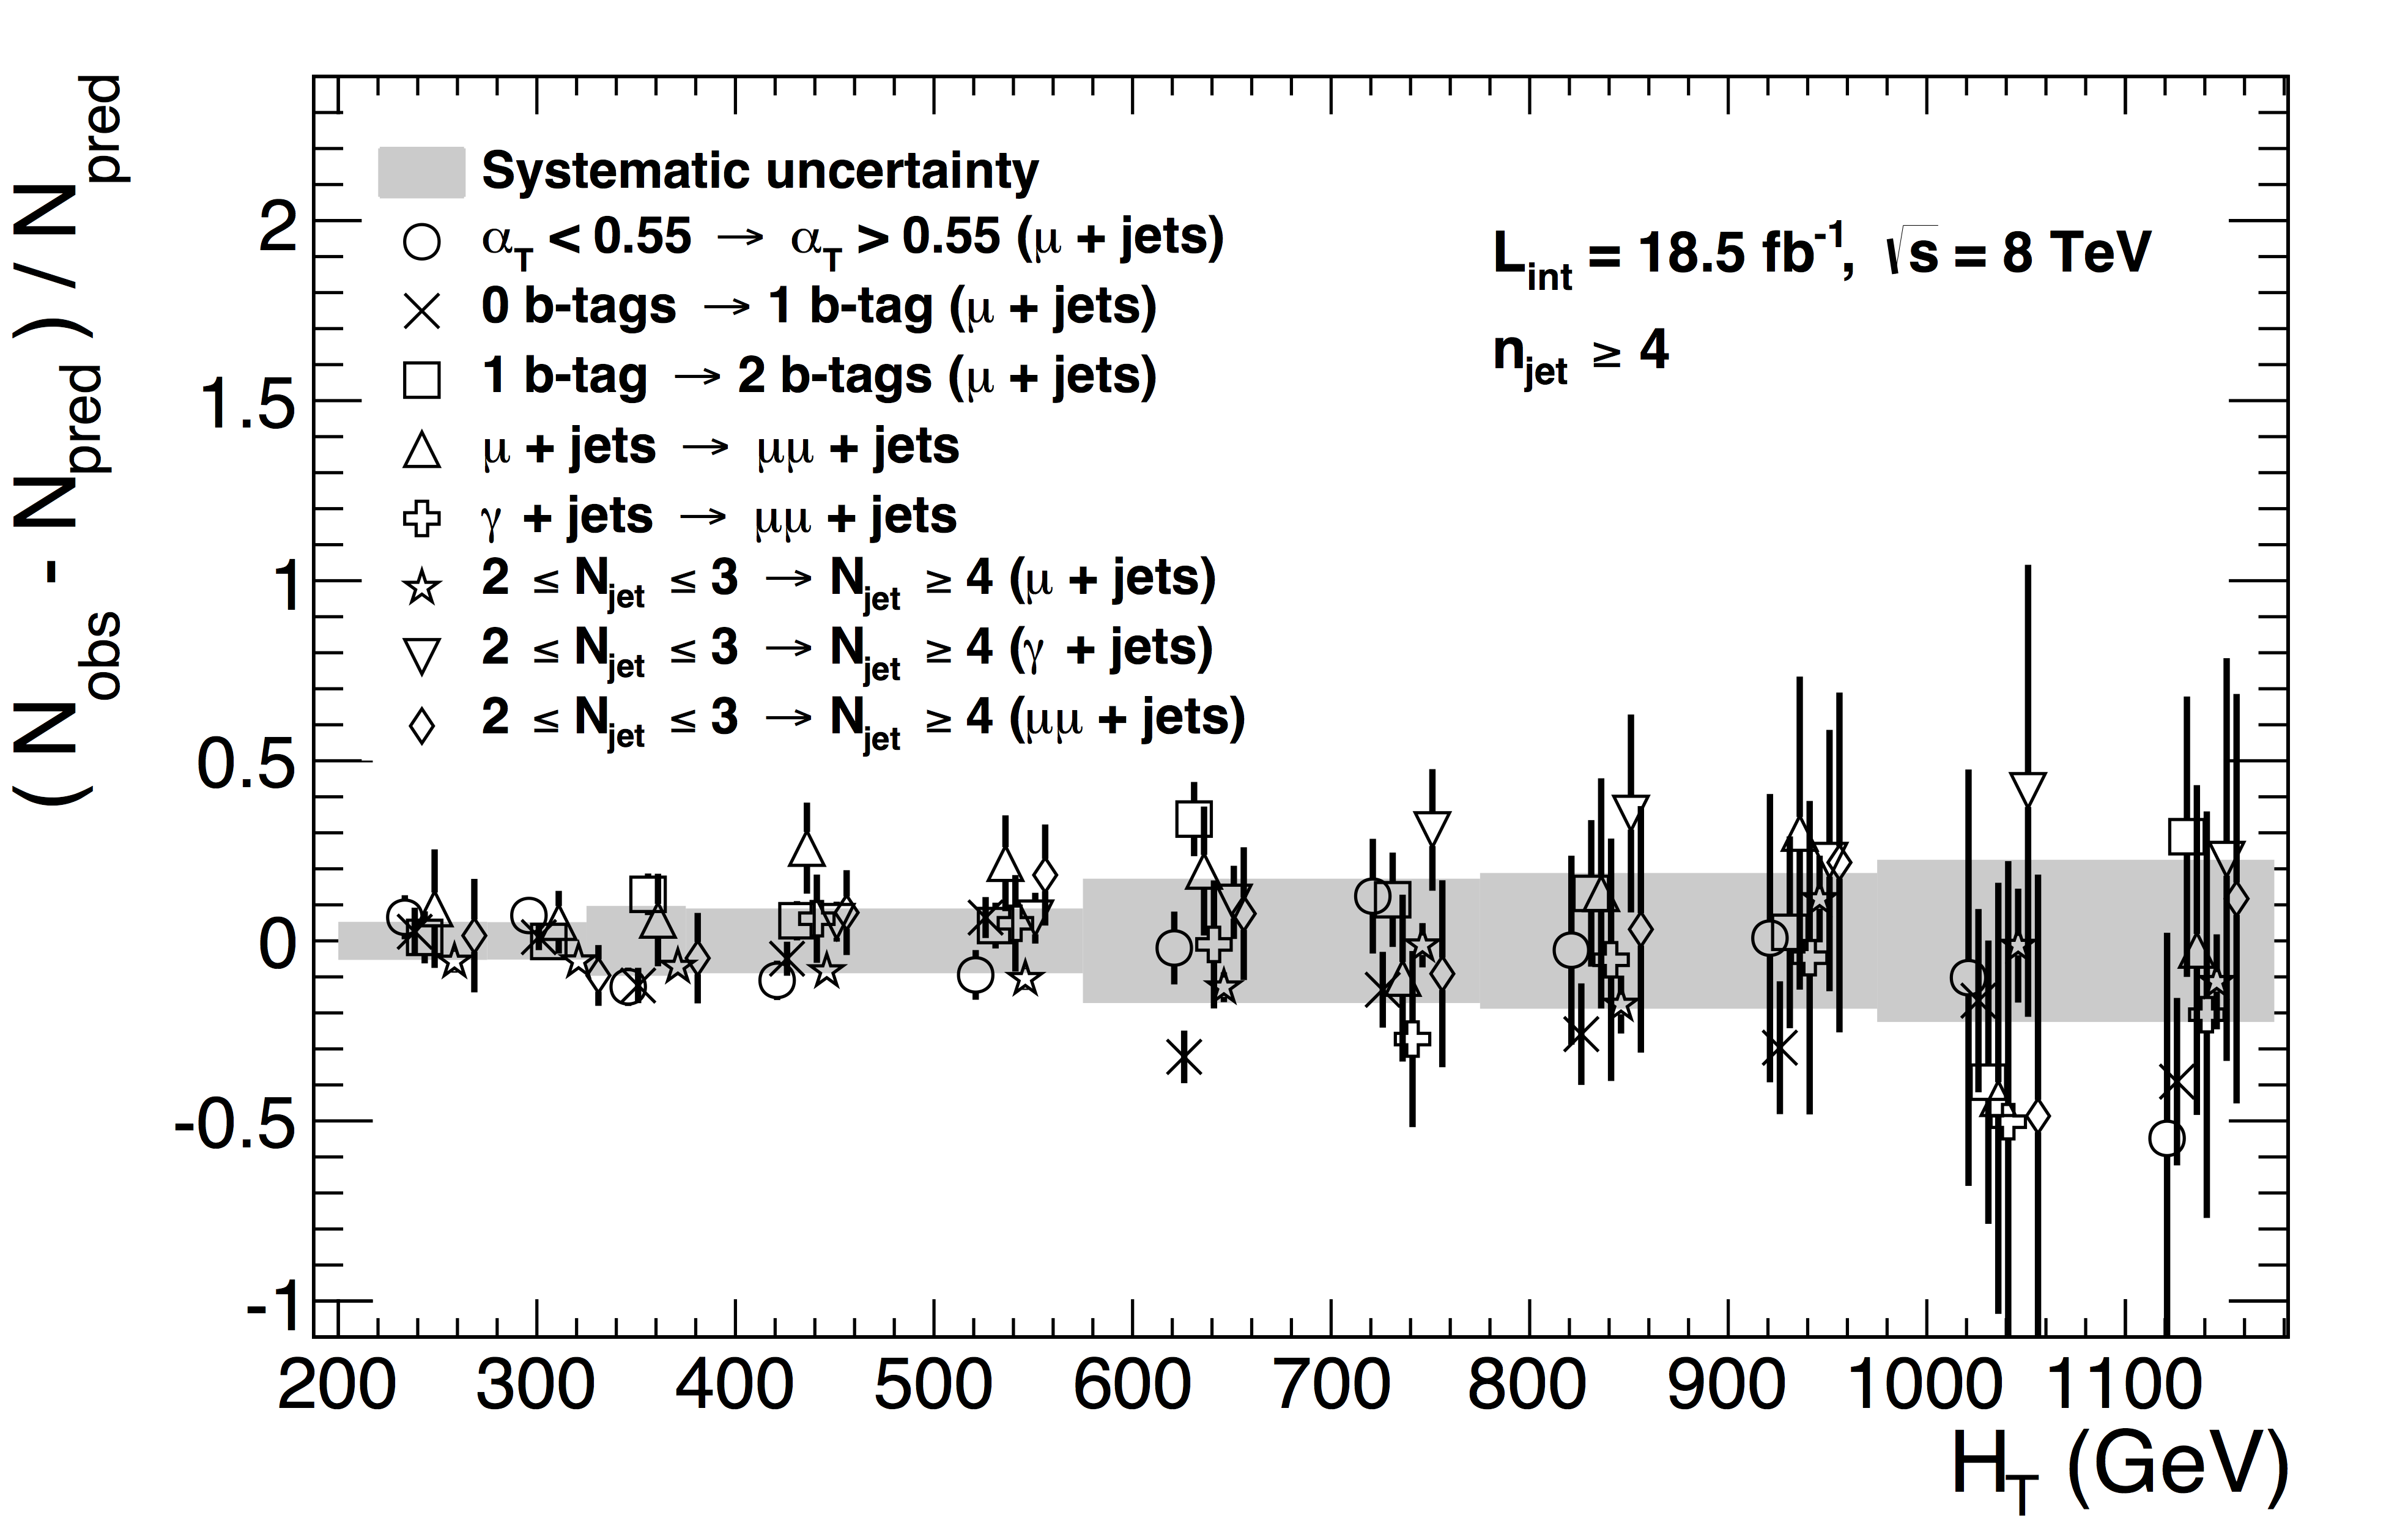 ( N_obs - N_pred ) / N_pred
2
1.5
1
0.5
0
-0.5
-1
Systematic uncertainty
α_T < 0.55 → α_T > 0.55 (μ + jets)
0 b-tags → 1 b-tag (μ + jets)
1 b-tag → 2 b-tags (μ + jets)
μ + jets → μμ + jets
γ + jets → μμ + jets
2 ≤ N_jet ≤ 3 → N_jet ≥ 4 (μ + jets)
2 ≤ N_jet ≤ 3 → N_jet ≥ 4 (γ + jets)
2 ≤ N_jet ≤ 3 → N_jet ≥ 4 (μμ + jets)
L_int = 18.5 fb^-1, √s = 8 TeV
n_jet ≥ 4
200 300 400 500 600 700 800 900 1000 1100
H_T (GeV)